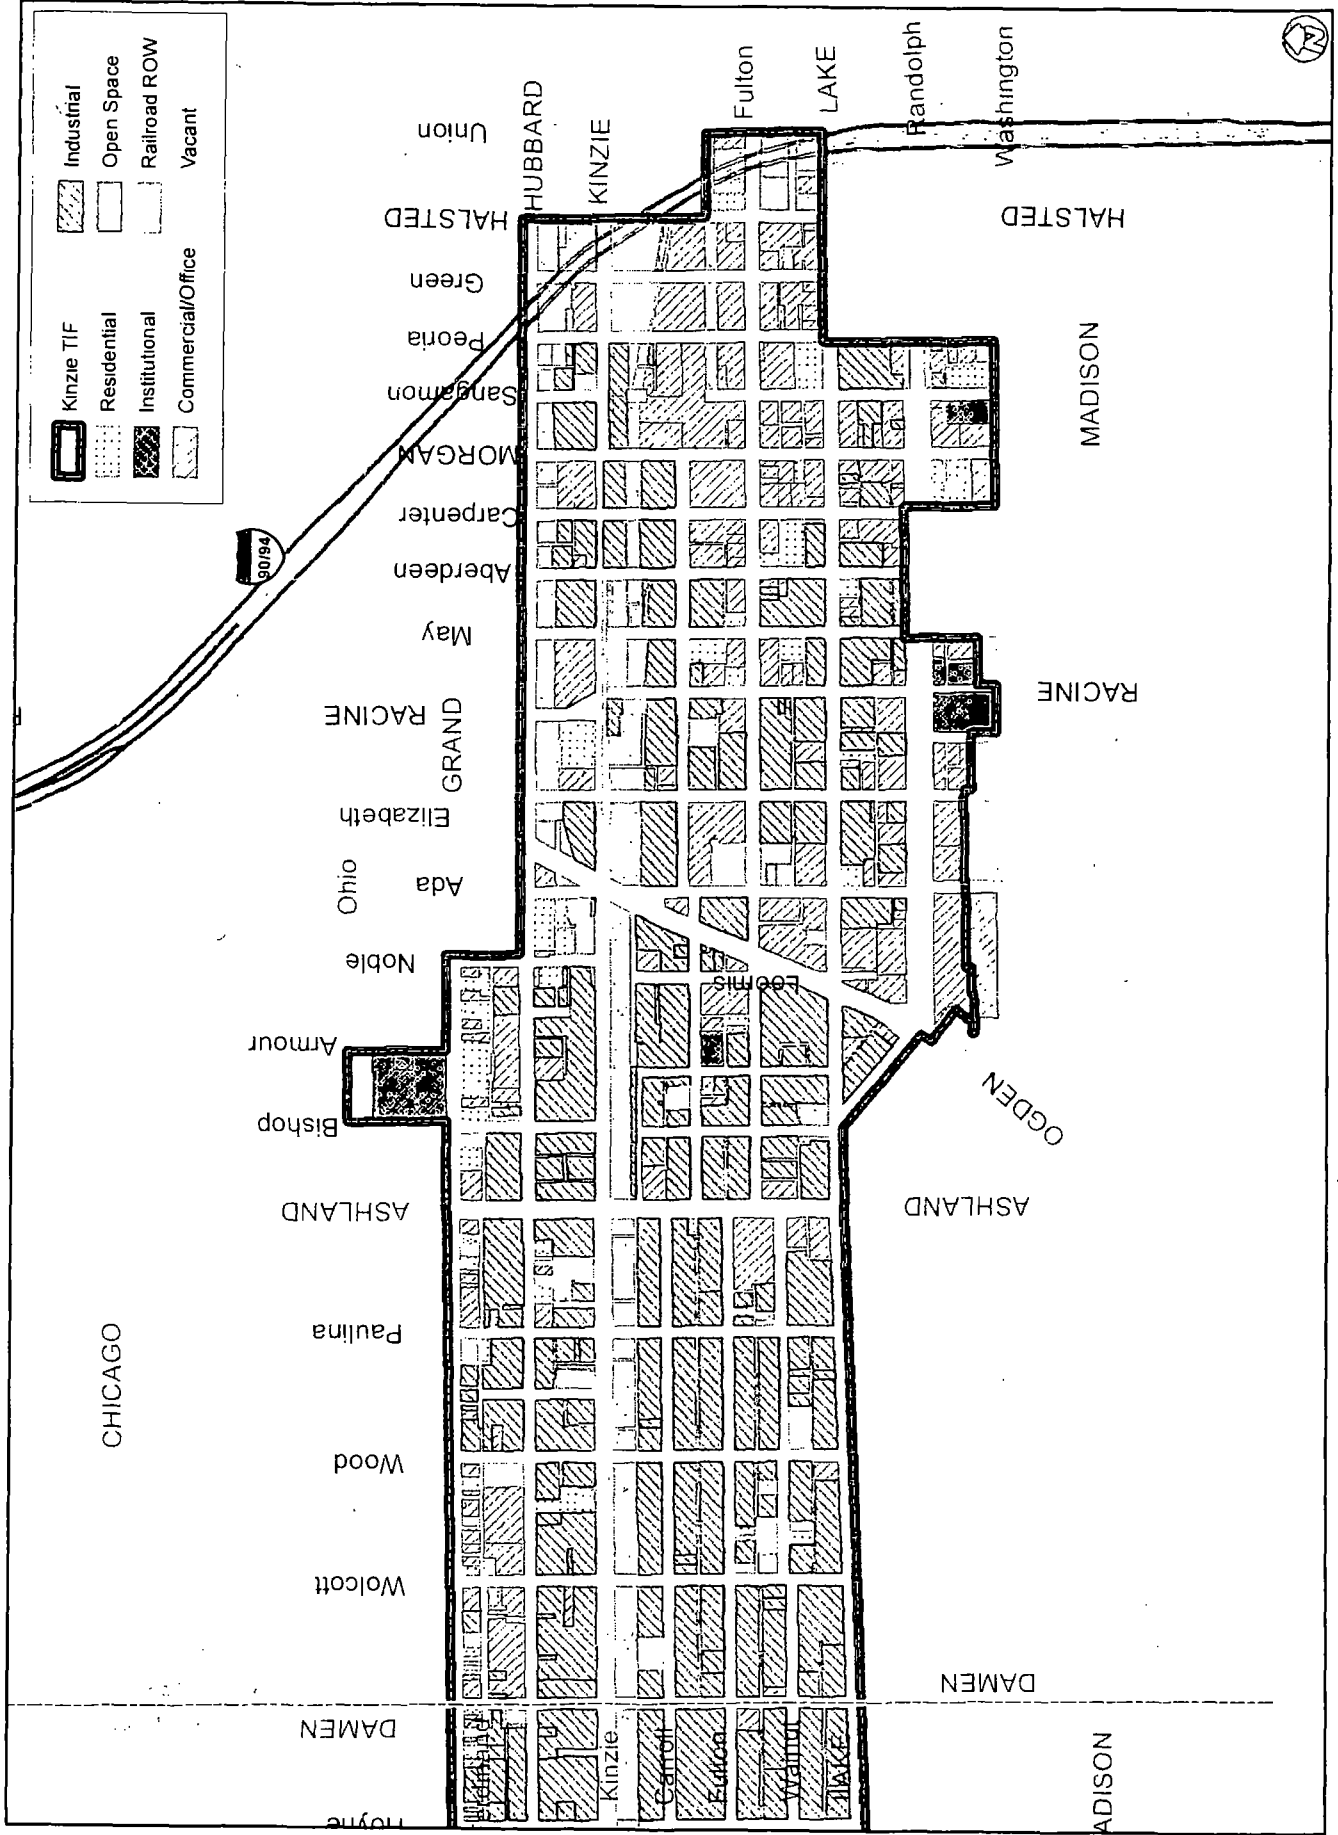 Kinzie TIF
Residential
Institutional
Commercial/Office
Industrial
Open Space
Railroad ROW
Vacant
N
90/94
Union
HALSTED
Green
Peoria
Sangamon
MORGAN
Carpenter
Aberdeen
May
RACINE
GRAND
Elizabeth
Ohio
Ada
Noble
Armour
Bishop
ASHLAND
Paulina
CHICAGO
Wood
Wolcott
DAMEN
Hoyne
HUBBARD
KINZIE
Fulton
LAKE
Randolph
Washington
HALSTED
MADISON
RACINE
Loomis
OGDEN
ASHLAND
DAMEN
Kinzie
Carroll
Fulton
Walnut
LAKE
ADISON